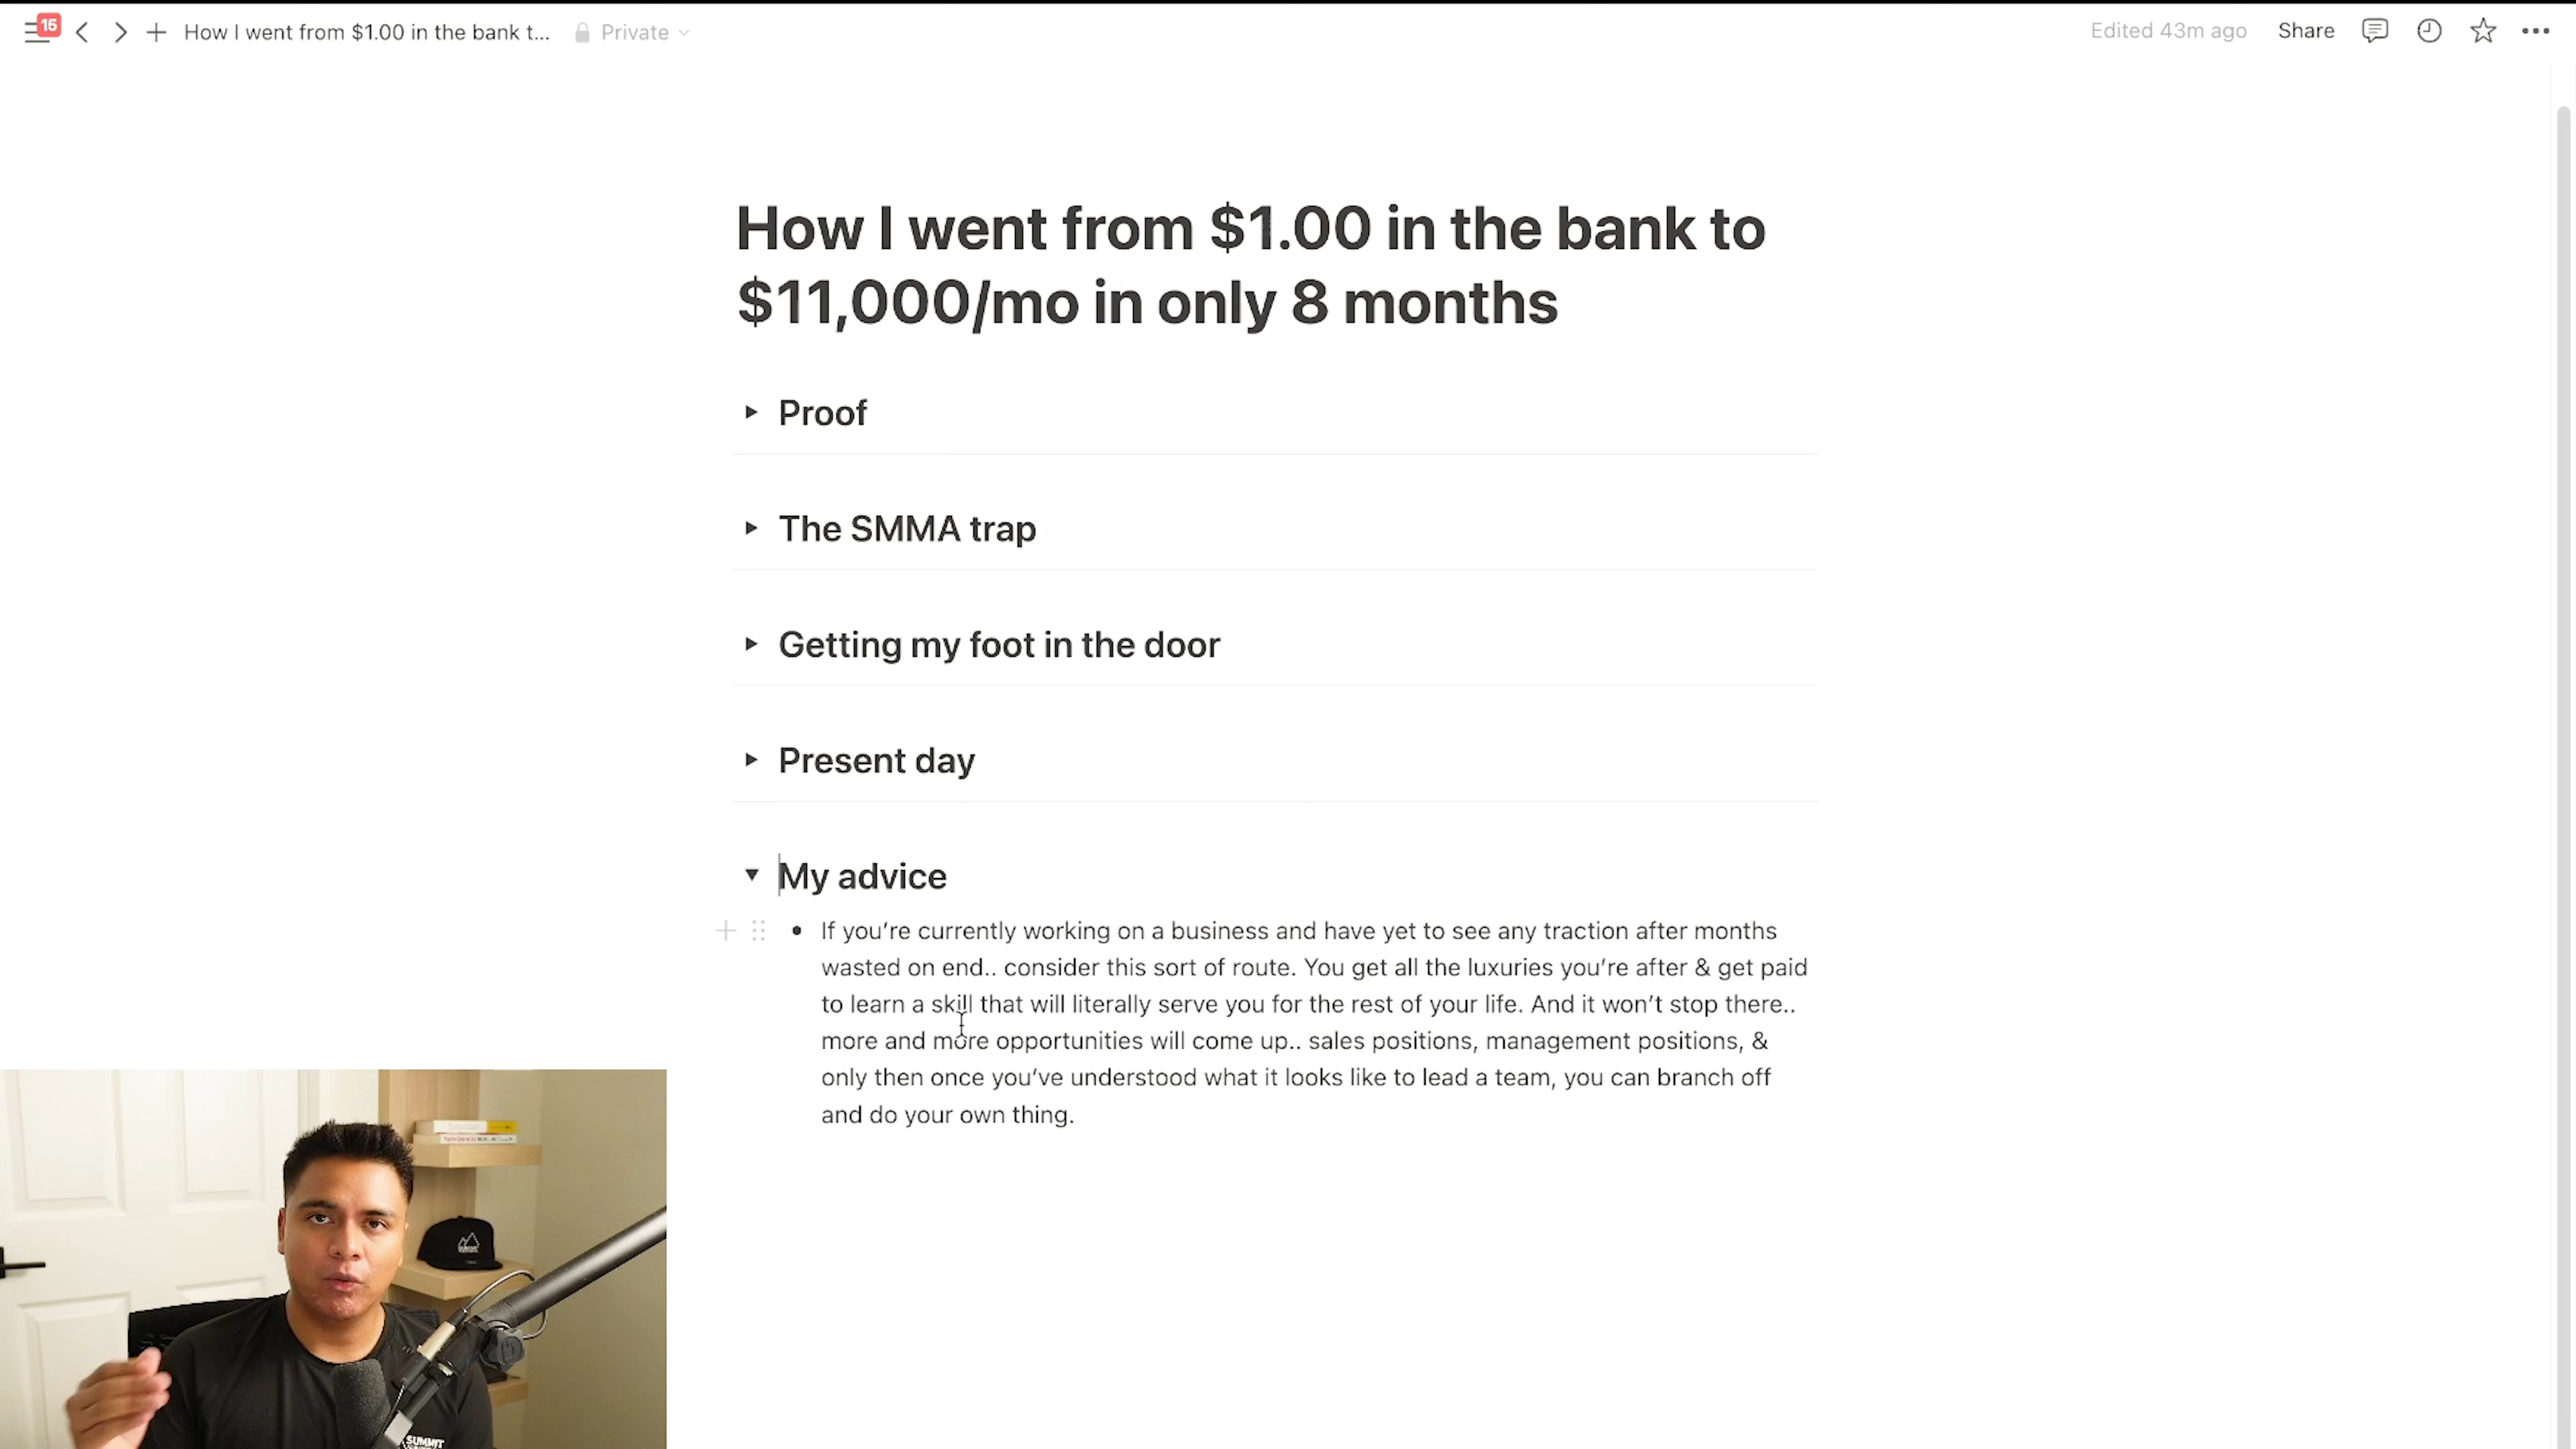 15
How I went from $1.00 in the bank t...
Private
Edited 43m ago
Share
How I went from $1.00 in the bank to
$11,000/mo in only 8 months
Proof
The SMMA trap
Getting my foot in the door
Present day
My advice
If you’re currently working on a business and have yet to see any traction after months
wasted on end.. consider this sort of route. You get all the luxuries you’re after & get paid
to learn a skill that will literally serve you for the rest of your life. And it won’t stop there..
more and more opportunities will come up.. sales positions, management positions, &
only then once you’ve understood what it looks like to lead a team, you can branch off
and do your own thing.
SUMMIT